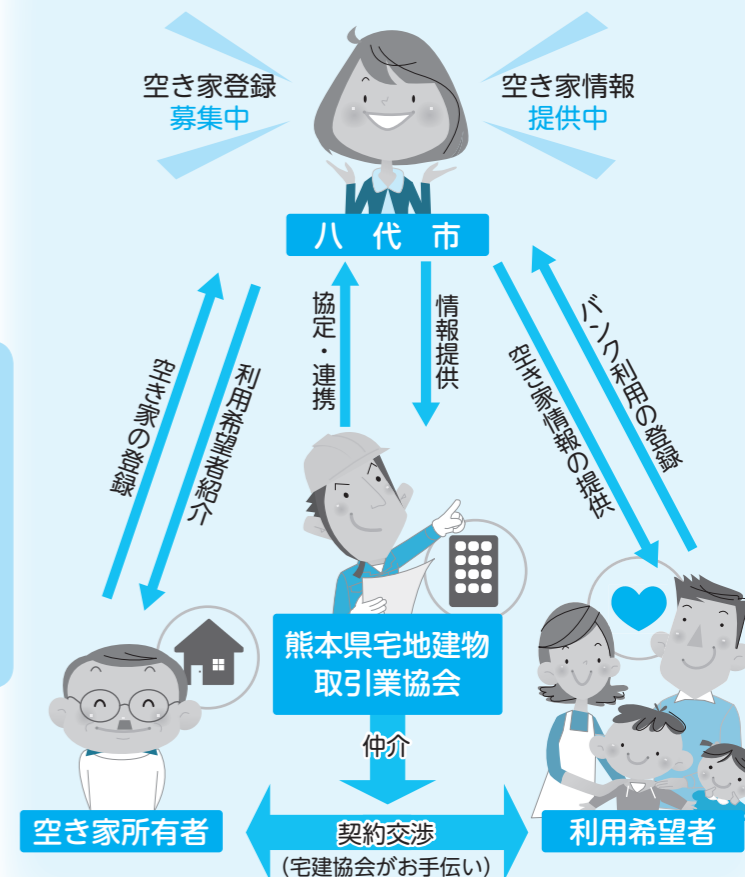 空き家登録
募集中
空き家情報
提供中
八代市
空き家の登録
利用希望者紹介
協定・連携
情報提供
空き家情報の提供
バンク利用の登録
熊本県宅地建物
取引業協会
仲介
空き家所有者
契約交渉
(宅建協会がお手伝い)
利用希望者